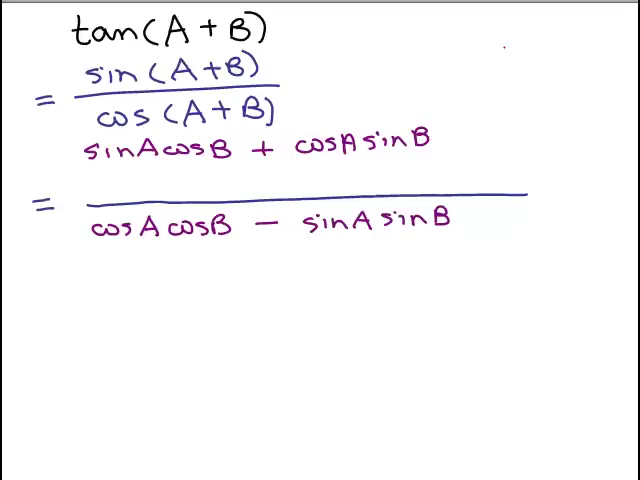 tan(A + B)
= sin(A+B)
cos(A+B)
sinAcosB + cosAsinB
=
cosAcosB - sinAsinB